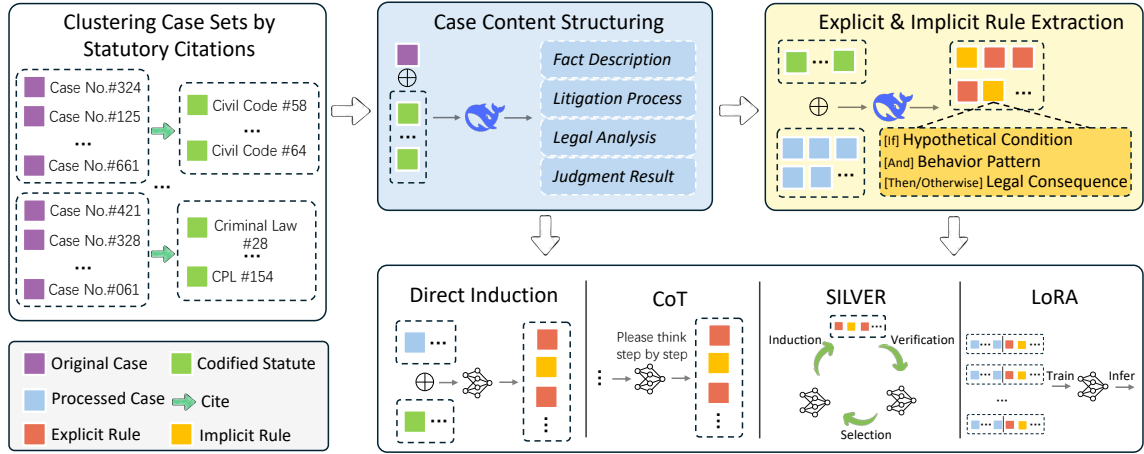 Clustering Case Sets by
Statutory Citations
Case No.#324
Case No.#125
...
Case No.#661
Civil Code #58
...
Civil Code #64
...
Case No.#421
Case No.#328
...
Case No.#061
Criminal Law
#28
...
CPL #154
Original Case
Codified Statute
Processed Case
Cite
Explicit Rule
Implicit Rule
Case Content Structuring
...
Fact Description
Litigation Process
Legal Analysis
Judgment Result
Explicit & Implicit Rule Extraction
...
...
...
[If] Hypothetical Condition
[And] Behavior Pattern
[Then/Otherwise] Legal Consequence
Direct Induction
...
...
...
CoT
Please think
step by step
...
...
SILVER
...
Induction
Verification
Selection
LoRA
... ...
... ...
Train
Infer
...
... ...